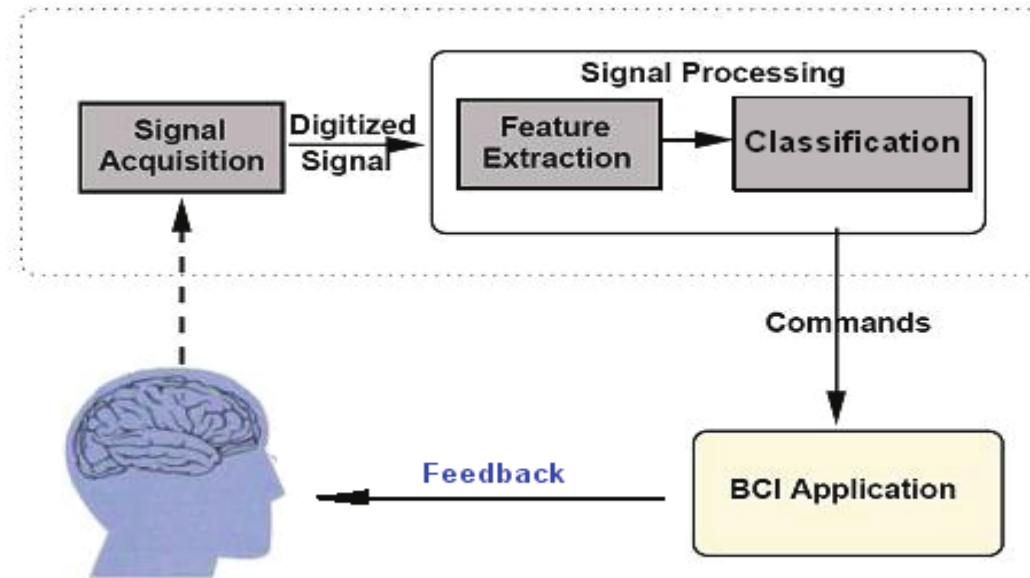 Signal Processing
Signal
Acquisition
Digitized
Signal
Feature
Extraction
Classification
Commands
Feedback
BCI Application